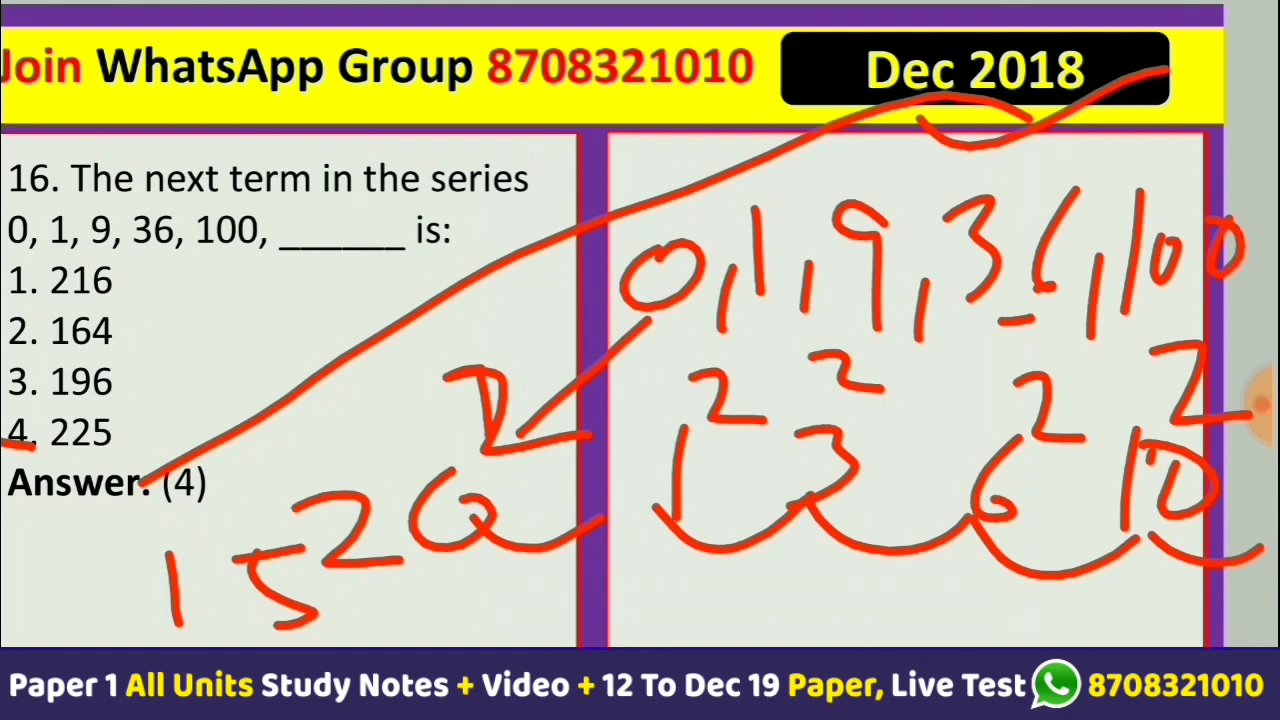 Join WhatsApp Group 8708321010
Dec 2018
16. The next term in the series
0, 1, 9, 36, 100, ______ is:
1. 216
2. 164
3. 196
4. 225
Answer. (4)
0, 1, 9, 36, 100
0² 1² 3² 6² 10²
15²
Paper 1 All Units Study Notes + Video + 12 To Dec 19 Paper, Live Test 8708321010